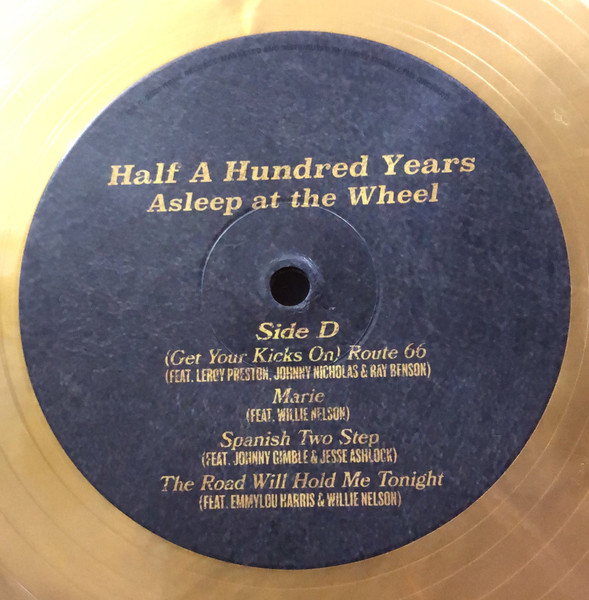 Half A Hundred Years
Asleep at the Wheel
Side D
(Get Your Kicks On) Route 66
(FEAT. LEROY PRESTON, JOHNNY NICHOLAS & RAY BENSON)
Marie
(FEAT. WILLIE NELSON)
Spanish Two Step
(FEAT. JOHNNY GIMBLE & JESSE ASHLOCK)
The Road Will Hold Me Tonight
(FEAT. EMMYLOU HARRIS & WILLIE NELSON)